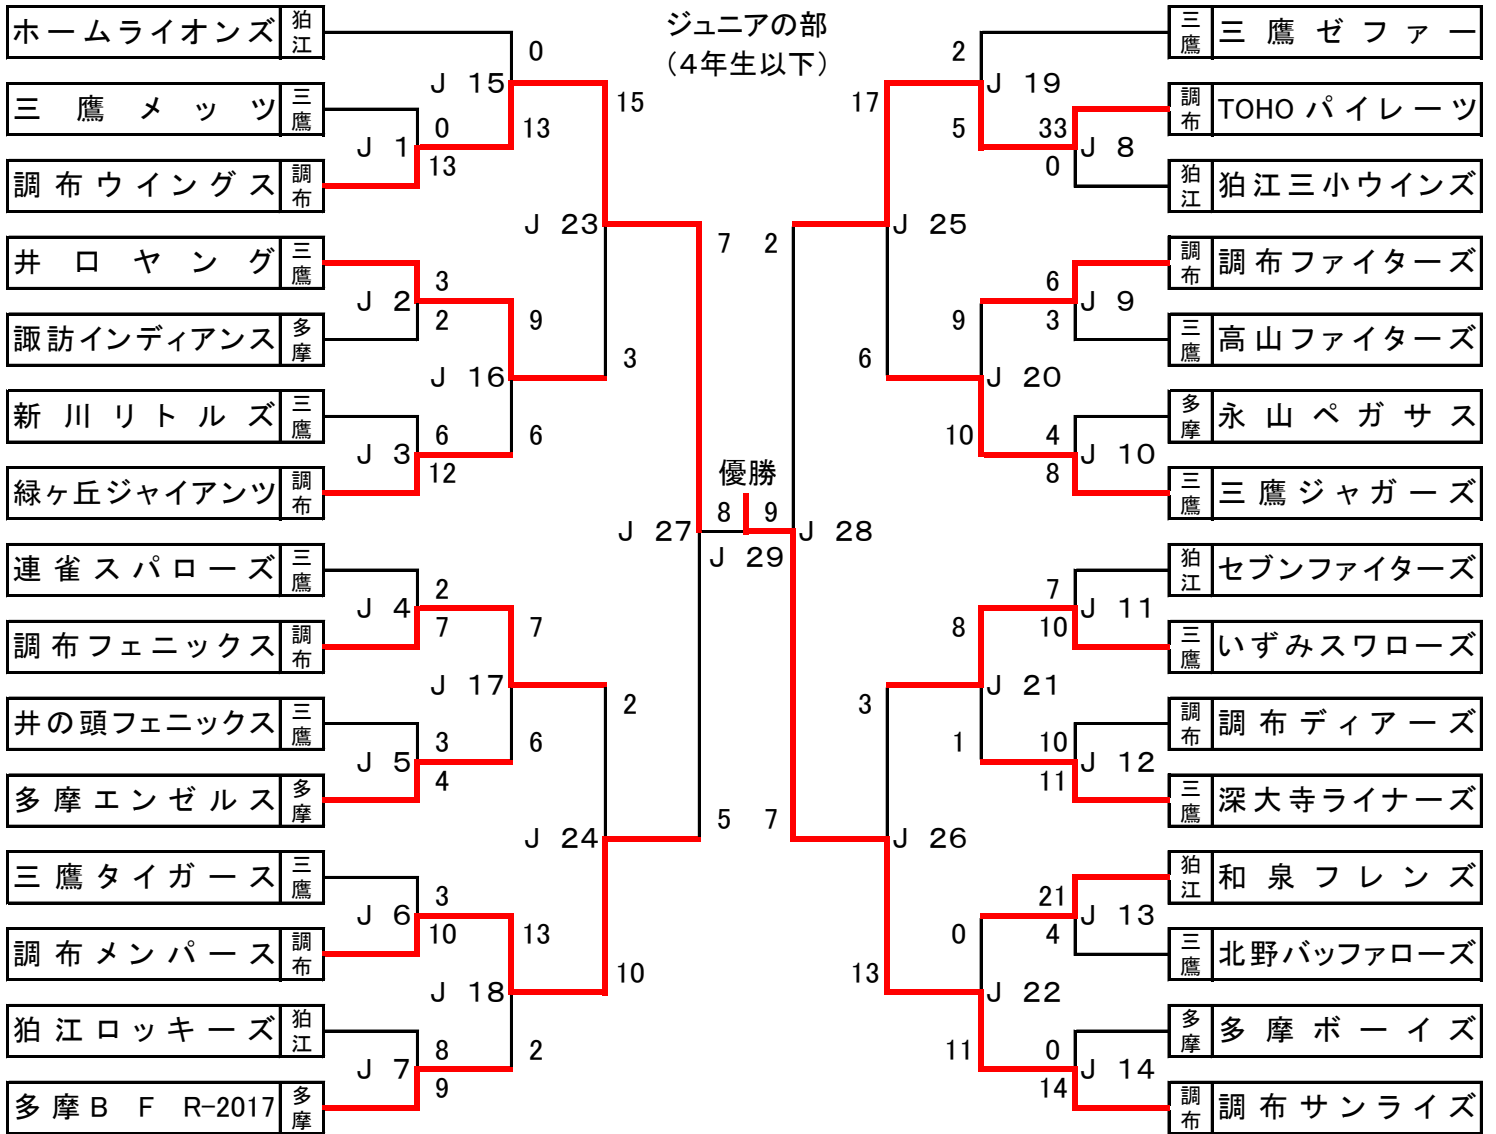 ジュニアの部
（4年生以下）
ホームライオンズ 狛江
0
J 15
15
三鷹メッツ 三鷹
J 1
0
13
13
調布ウイングス 調布
J 23
井口ヤング 三鷹
3
J 2
2
9
諏訪インディアンス 多摩
J 16
3
新川リトルズ 三鷹
6
J 3
12
6
緑ヶ丘ジャイアンツ 調布
7
J 27
連雀スパローズ 三鷹
2
J 4
7
7
調布フェニックス 調布
J 17
2
井の頭フェニックス 三鷹
3
J 5
4
6
多摩エンゼルス 多摩
J 24
5
三鷹タイガース 三鷹
3
J 6
10
13
調布メンパース 調布
J 18
10
狛江ロッキーズ 狛江
8
J 7
9
2
多摩B F R-2017 多摩
優勝
8 9
J 29
三鷹 三鷹ゼファー
2
J 19
17
調布 TOHOパイレーツ
5
33
J 8
0
狛江 狛江三小ウインズ
J 25
2
調布 調布ファイターズ
6
J 9
3
9
三鷹 高山ファイターズ
J 20
6
多摩 永山ペガサス
10
4
J 10
8
三鷹 三鷹ジャガーズ
J 28
狛江 セブンファイターズ
7
J 11
10
8
三鷹 いずみスワローズ
J 21
3
調布 調布ディアーズ
1
10
J 12
11
三鷹 深大寺ライナーズ
7
J 26
狛江 和泉フレンズ
21
J 13
4
0
三鷹 北野バッファローズ
J 22
13
多摩 多摩ボーイズ
11
0
J 14
14
調布 調布サンライズ